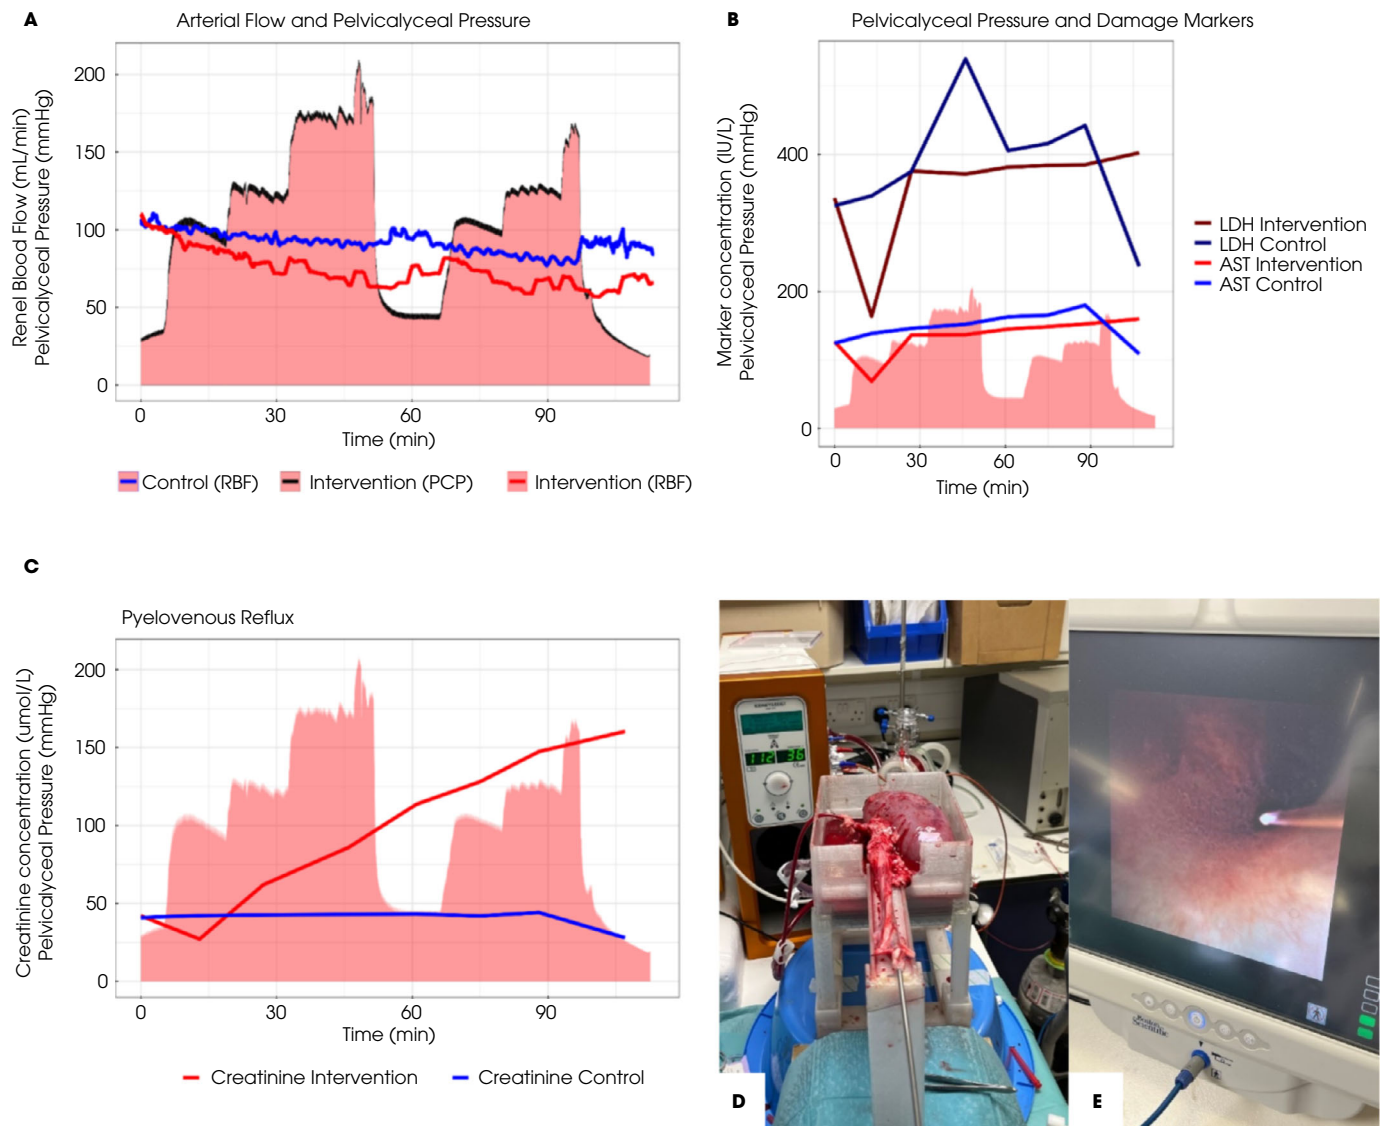 A
Arterial Flow and Pelvicalyceal Pressure
Renel Blood Flow (mL/min)
Pelvicalyceal Pressure (mmHg)
200
150
100
50
0
0 30 60 90
Time (min)
Control (RBF) Intervention (PCP) Intervention (RBF)
B
Pelvicalyceal Pressure and Damage Markers
Marker concentration (IU/L)
Pelvicalyceal Pressure (mmHg)
400
200
0
0 30 60 90
Time (min)
LDH Intervention
LDH Control
AST Intervention
AST Control
C
Pyelovenous Reflux
Creatinine concentration (umol/L)
Pelvicalyceal Pressure (mmHg)
200
150
100
50
0
0 30 60 90
Time (min)
Creatinine Intervention Creatinine Control
112 36
D
Boston
Scientific
E